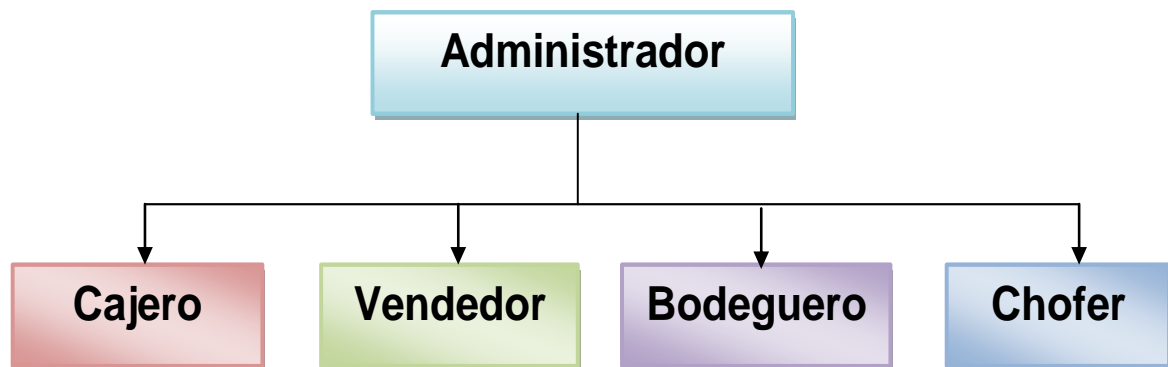 Administrador
Cajero
Vendedor
Bodeguero
Chofer